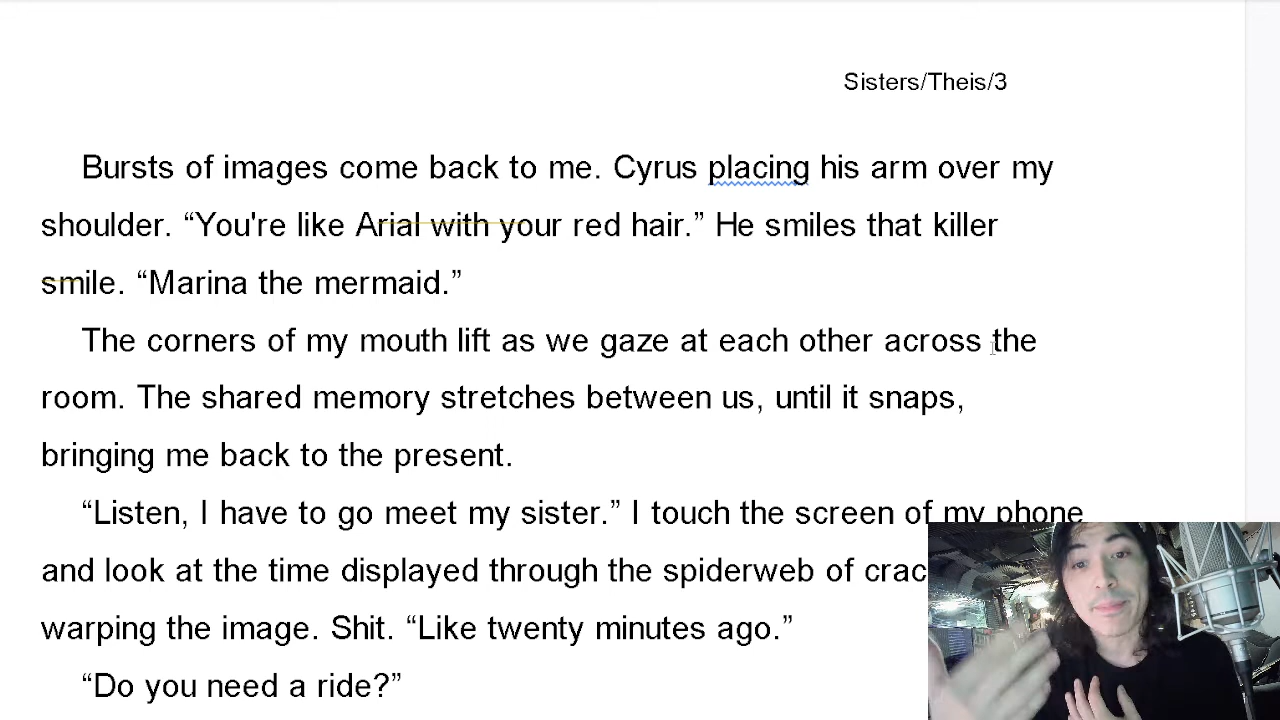 Sisters/Theis/3
Bursts of images come back to me. Cyrus placing his arm over my
shoulder. “You're like Arial with your red hair.” He smiles that killer
smile. “Marina the mermaid.”
The corners of my mouth lift as we gaze at each other across the
room. The shared memory stretches between us, until it snaps,
bringing me back to the present.
“Listen, I have to go meet my sister.” I touch the screen of my phone
and look at the time displayed through the spiderweb of
warping the image. Shit. “Like twenty minutes ago.”
“Do you need a ride?”